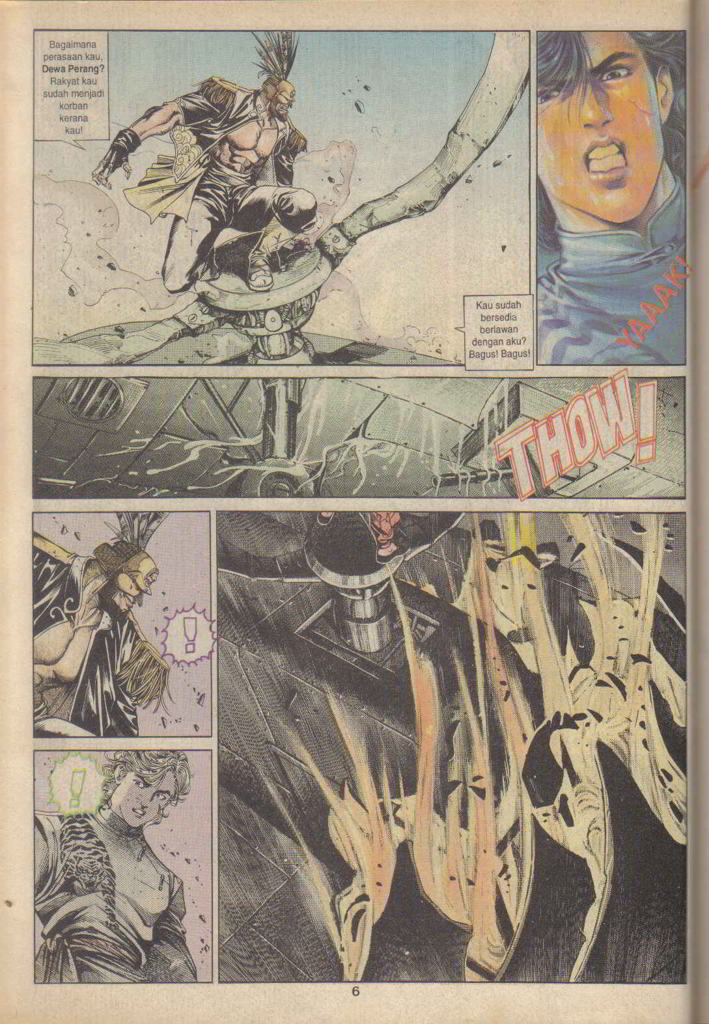 Bagaimana
perasaan kau,
Dewa Perang?
Rakyat kau
sudah menjadi
korban
kerana
kau!
Kau sudah
bersedia
berlawan
dengan aku?
Bagus! Bagus!
YAAAK!
THOW!
!
!
6